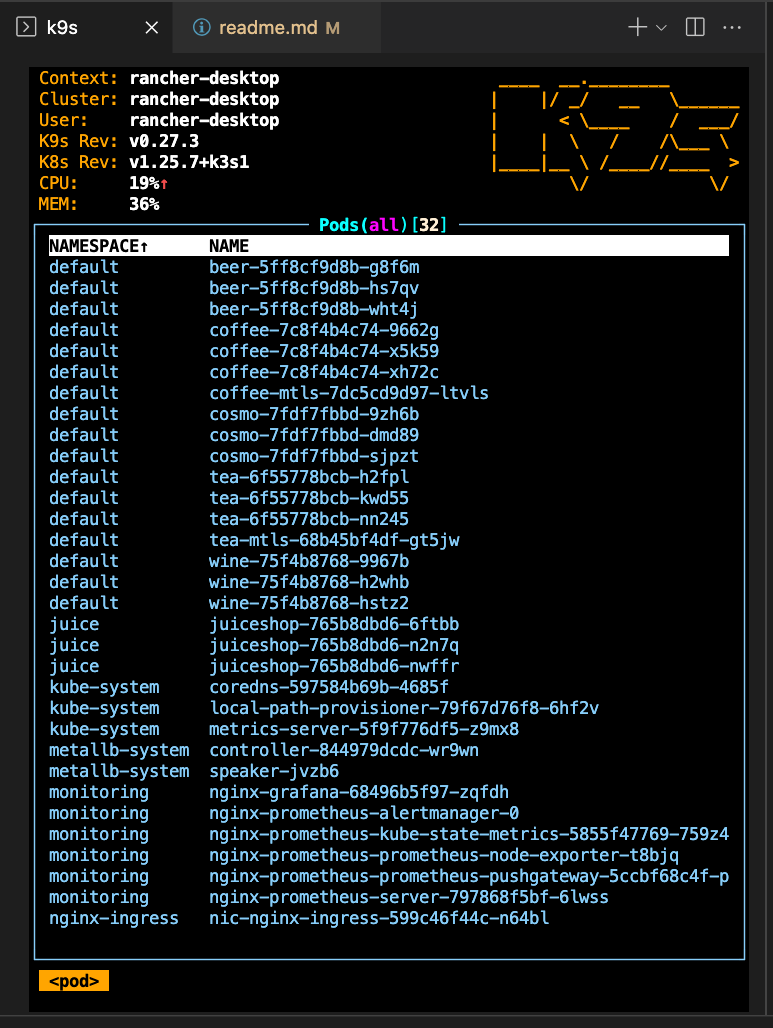 k9s
readme.md M
Context: rancher-desktop
Cluster: rancher-desktop
User: rancher-desktop
K9s Rev: v0.27.3
K8s Rev: v1.25.7+k3s1
CPU: 19%↑
MEM: 36%
Pods(all)[32]
NAMESPACE↑ NAME
default beer-5ff8cf9d8b-g8f6m
default beer-5ff8cf9d8b-hs7qv
default beer-5ff8cf9d8b-wht4j
default coffee-7c8f4b4c74-9662g
default coffee-7c8f4b4c74-x5k59
default coffee-7c8f4b4c74-xh72c
default coffee-mtls-7dc5cd9d97-ltvls
default cosmo-7fdf7fbbd-9zh6b
default cosmo-7fdf7fbbd-dmd89
default cosmo-7fdf7fbbd-sjpzt
default tea-6f55778bcb-h2fpl
default tea-6f55778bcb-kwd55
default tea-6f55778bcb-nn245
default tea-mtls-68b45bf4df-gt5jw
default wine-75f4b8768-9967b
default wine-75f4b8768-h2whb
default wine-75f4b8768-hstz2
juice juiceshop-765b8dbd6-6ftbb
juice juiceshop-765b8dbd6-n2n7q
juice juiceshop-765b8dbd6-nwffr
kube-system coredns-597584b69b-4685f
kube-system local-path-provisioner-79f67d76f8-6hf2v
kube-system metrics-server-5f9f776df5-z9mx8
metallb-system controller-844979dcdc-wr9wn
metallb-system speaker-jvzb6
monitoring nginx-grafana-68496b5f97-zqfdh
monitoring nginx-prometheus-alertmanager-0
monitoring nginx-prometheus-kube-state-metrics-5855f47769-759z4
monitoring nginx-prometheus-prometheus-node-exporter-t8bjq
monitoring nginx-prometheus-prometheus-pushgateway-5ccbf68c4f-p
monitoring nginx-prometheus-server-797868f5bf-6lwss
nginx-ingress nic-nginx-ingress-599c46f44c-n64bl
<pod>